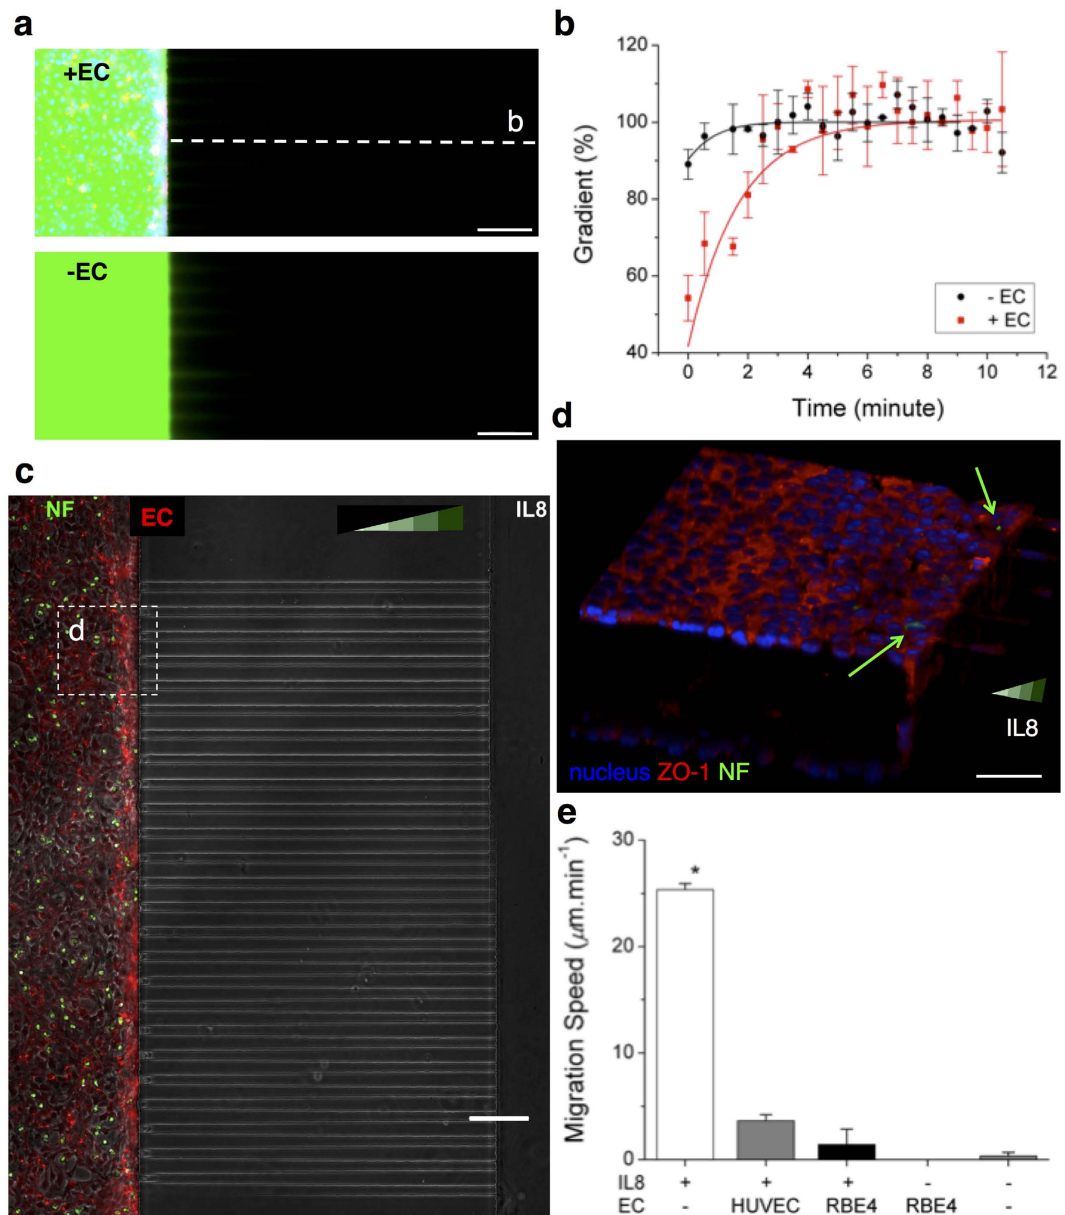 a
+EC
b
-EC
b
120
100
80
60
40
Gradient (%)
- EC
+ EC
0 2 4 6 8 10 12
Time (minute)
c
NF
EC
IL8
d
d
IL8
nucleus ZO-1 NF
e
30
20
10
0
Migration Speed (μm.min⁻¹)
*
IL8 + + + - -
EC - HUVEC RBE4 RBE4 -